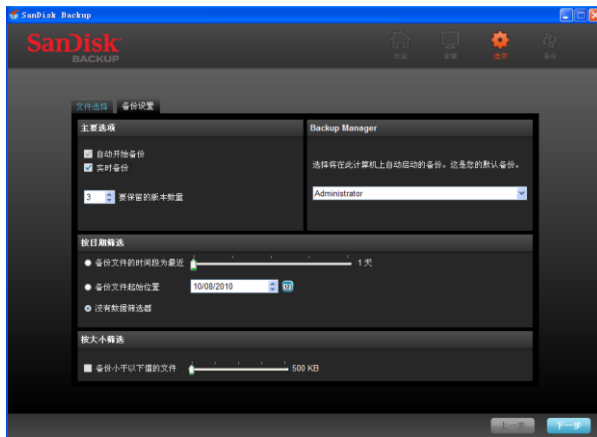 SanDisk Backup
SanDisk
BACKUP
选项
备份
文件选择 备份设置
主要选项
自动开始备份
实时备份
3 要保留的版本数量
Backup Manager
选择将在此计算机上自动启动的备份。这是您的默认备份。
Administrator
按日期筛选
备份文件的时间段为最近 1 天
备份文件起始位置 10/08/2010
没有数据筛选器
按大小筛选
备份小于以下值的文件 500 KB
上一步 下一步